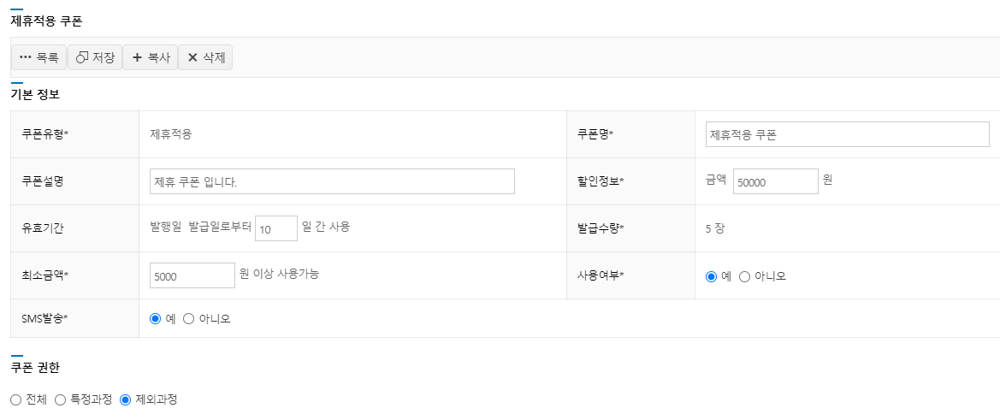 제휴적용 쿠폰
목록 저장 복사 삭제
기본 정보
쿠폰유형* 제휴적용 쿠폰명* 제휴적용 쿠폰
쿠폰설명 제휴 쿠폰 입니다. 할인정보* 금액 50000 원
유효기간 발행일 발급일로부터 10 일 간 사용 발급수량* 5 장
최소금액* 5000 원 이상 사용가능 사용여부* 예 아니오
SMS발송* 예 아니오
쿠폰 권한
전체 특정과정 제외과정